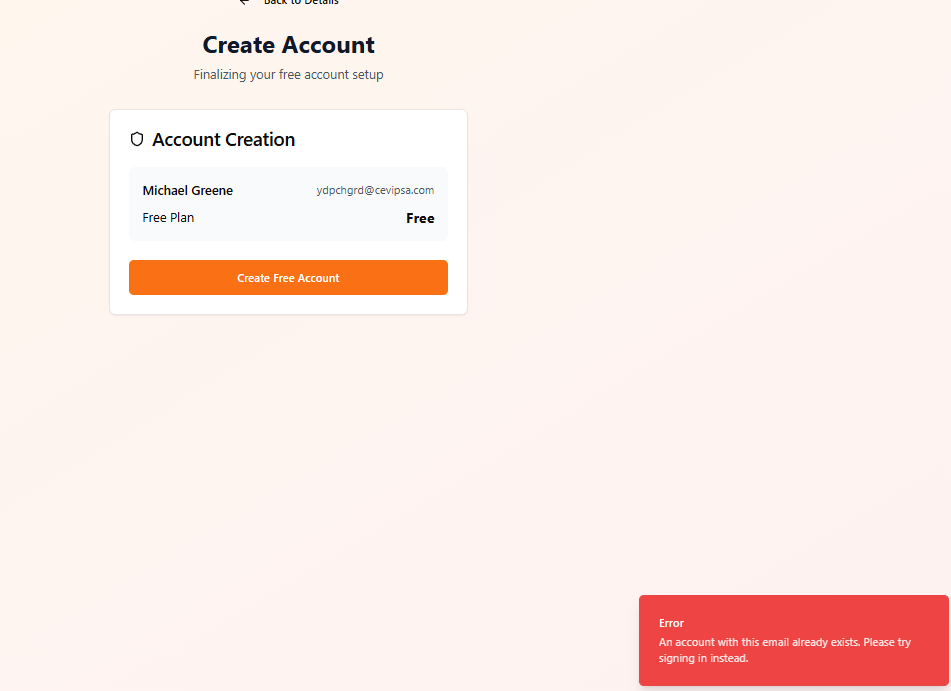 Back to Details
Create Account
Finalizing your free account setup
Account Creation
Michael Greene ydpchgrd@cevipsa.com
Free Plan Free
Create Free Account
Error
An account with this email already exists. Please try
signing in instead.